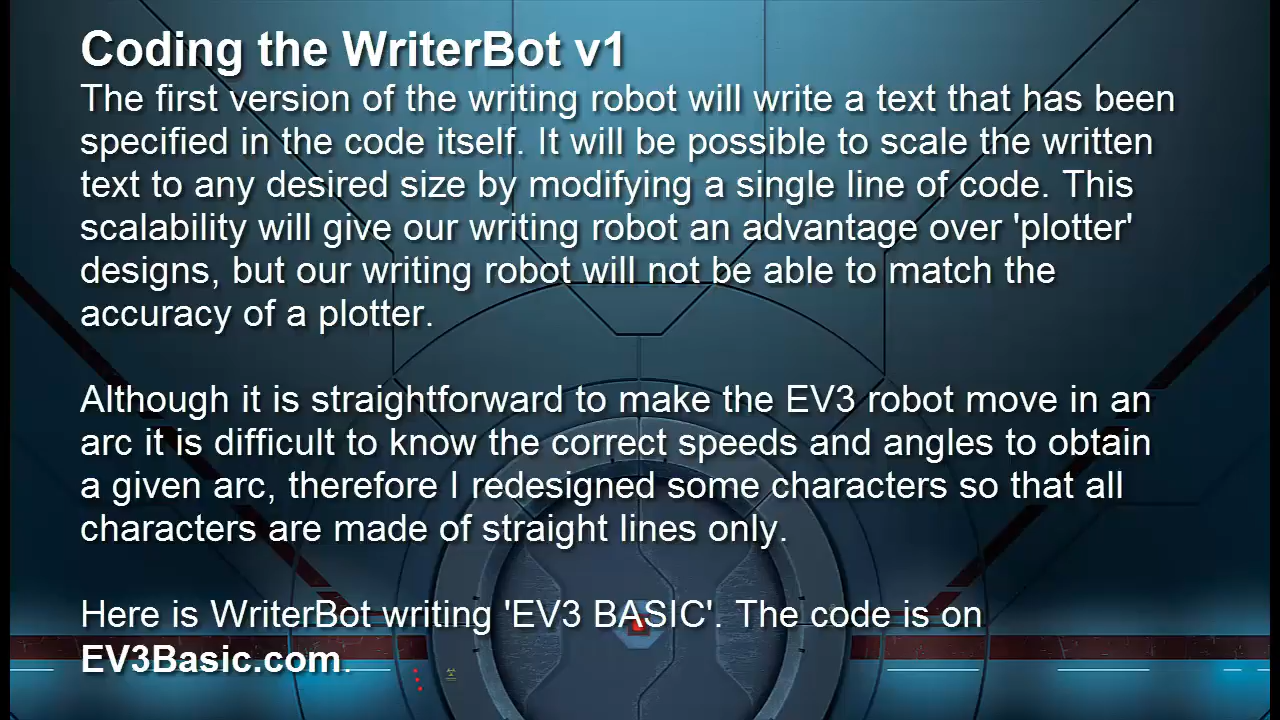 Coding the WriterBot v1
The first version of the writing robot will write a text that has been
specified in the code itself. It will be possible to scale the written
text to any desired size by modifying a single line of code. This
scalability will give our writing robot an advantage over 'plotter'
designs, but our writing robot will not be able to match the
accuracy of a plotter.
Although it is straightforward to make the EV3 robot move in an
arc it is difficult to know the correct speeds and angles to obtain
a given arc, therefore I redesigned some characters so that all
characters are made of straight lines only.
Here is WriterBot writing 'EV3 BASIC'. The code is on
EV3Basic.com.